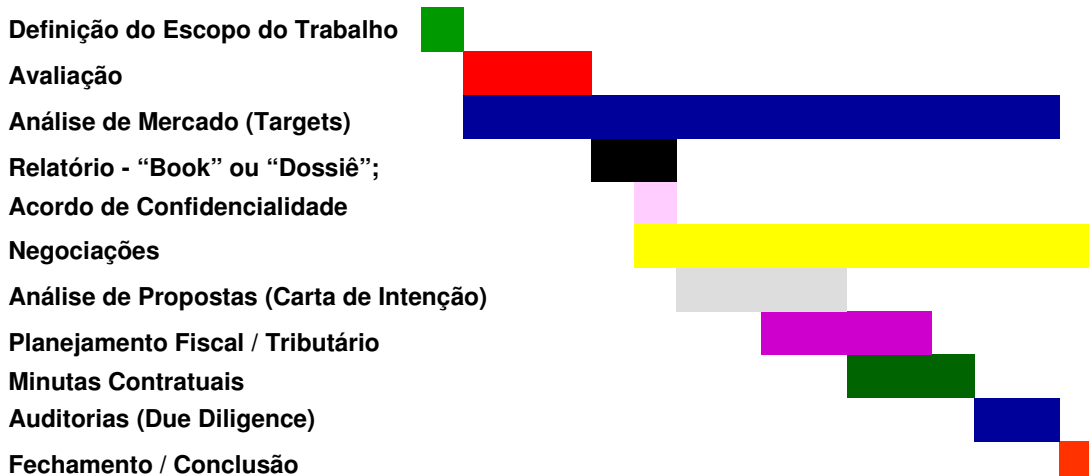 Definição do Escopo do Trabalho
Avaliação
Análise de Mercado (Targets)
Relatório - “Book” ou “Dossiê”;
Acordo de Confidencialidade
Negociações
Análise de Propostas (Carta de Intenção)
Planejamento Fiscal / Tributário
Minutas Contratuais
Auditorias (Due Diligence)
Fechamento / Conclusão